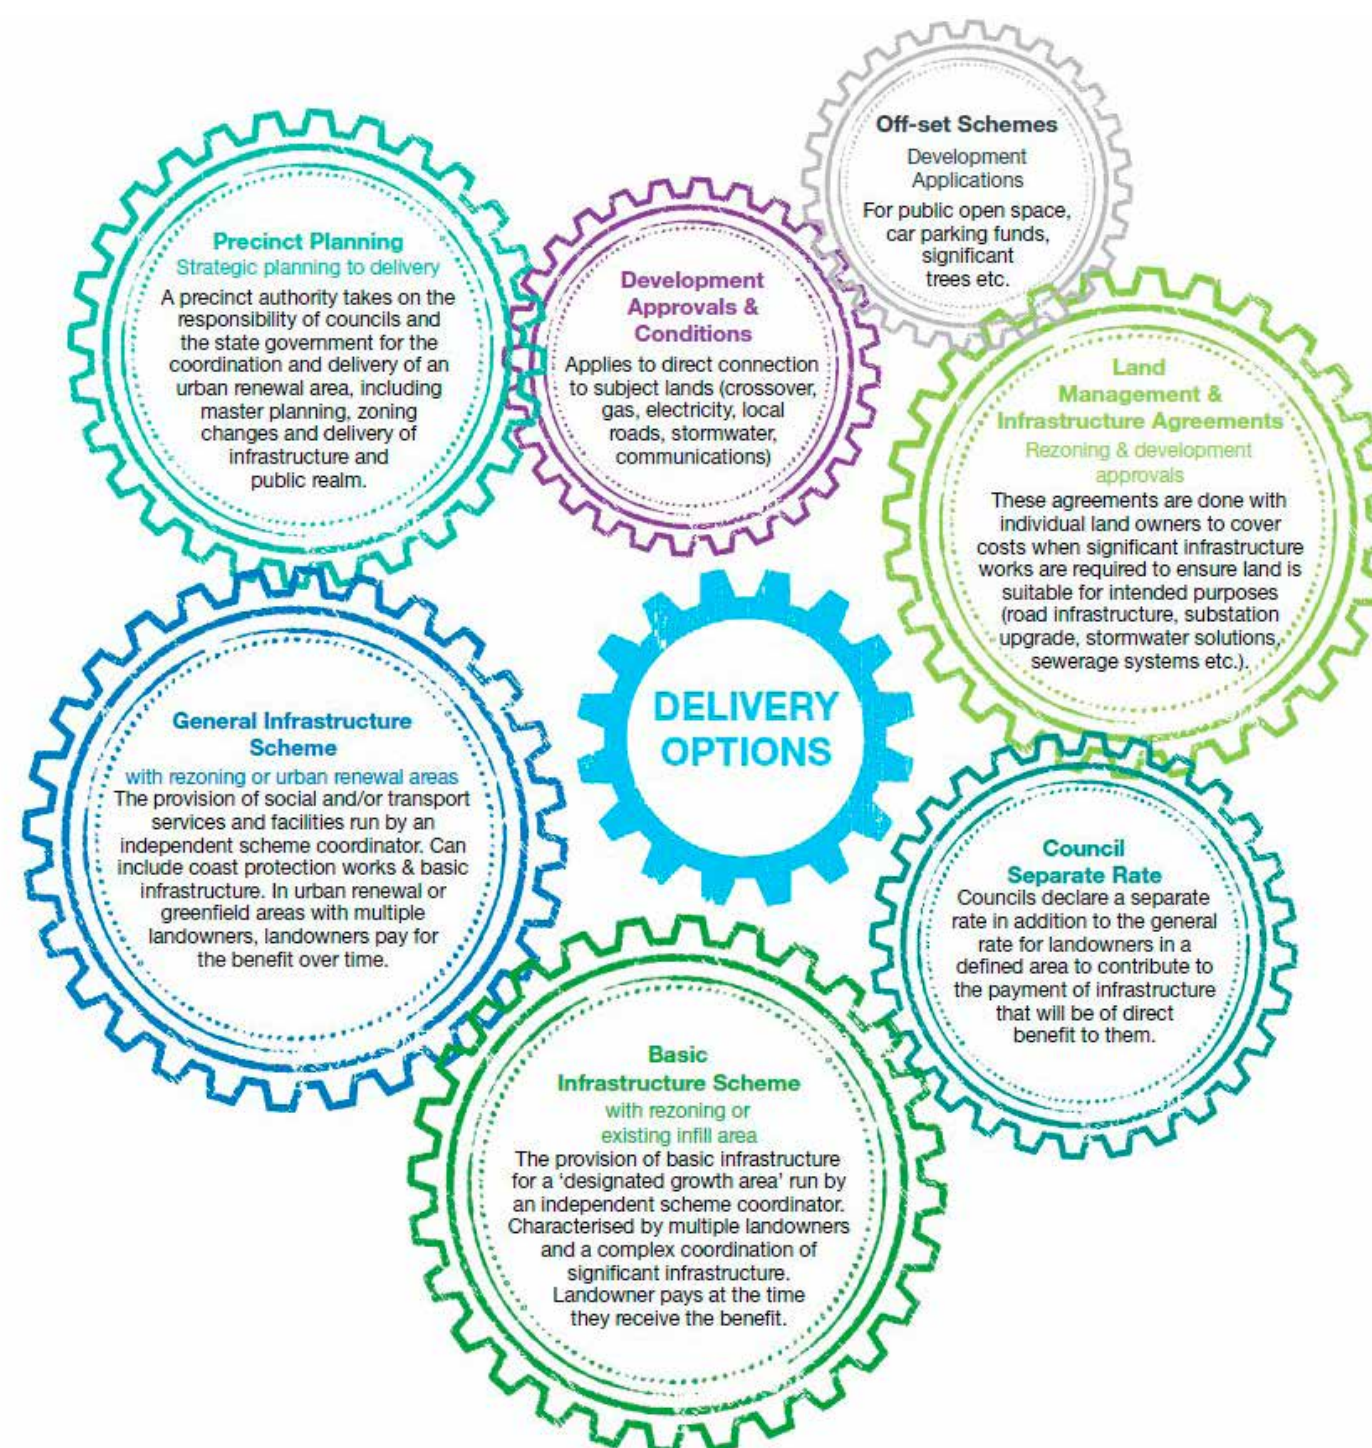 Off-set Schemes
Development
Applications
For public open space,
car parking funds,
significant
trees etc.
Precinct Planning
Strategic planning to delivery
A precinct authority takes on the
responsibility of councils and
the state government for the
coordination and delivery of an
urban renewal area, including
master planning, zoning
changes and delivery of
infrastructure and
public realm.
Development
Approvals &
Conditions
Applies to direct connection
to subject lands (crossover,
gas, electricity, local
roads, stormwater,
communications)
Land
Management &
Infrastructure Agreements
Rezoning & development
approvals
These agreements are done with
individual land owners to cover
costs when significant infrastructure
works are required to ensure land is
suitable for intended purposes
(road infrastructure, substation
upgrade, stormwater solutions,
sewerage systems etc.).
DELIVERY
OPTIONS
General Infrastructure
Scheme
with rezoning or urban renewal areas
The provision of social and/or transport
services and facilities run by an
independent scheme coordinator. Can
include coast protection works & basic
infrastructure. In urban renewal or
greenfield areas with multiple
landowners, landowners pay for
the benefit over time.
Council
Separate Rate
Councils declare a separate
rate in addition to the general
rate for landowners in a
defined area to contribute to
the payment of infrastructure
that will be of direct
benefit to them.
Basic
Infrastructure Scheme
with rezoning or
existing infill area
The provision of basic infrastructure
for a ‘designated growth area’ run by
an independent scheme coordinator.
Characterised by multiple landowners
and a complex coordination of
significant infrastructure.
Landowner pays at the time
they receive the benefit.